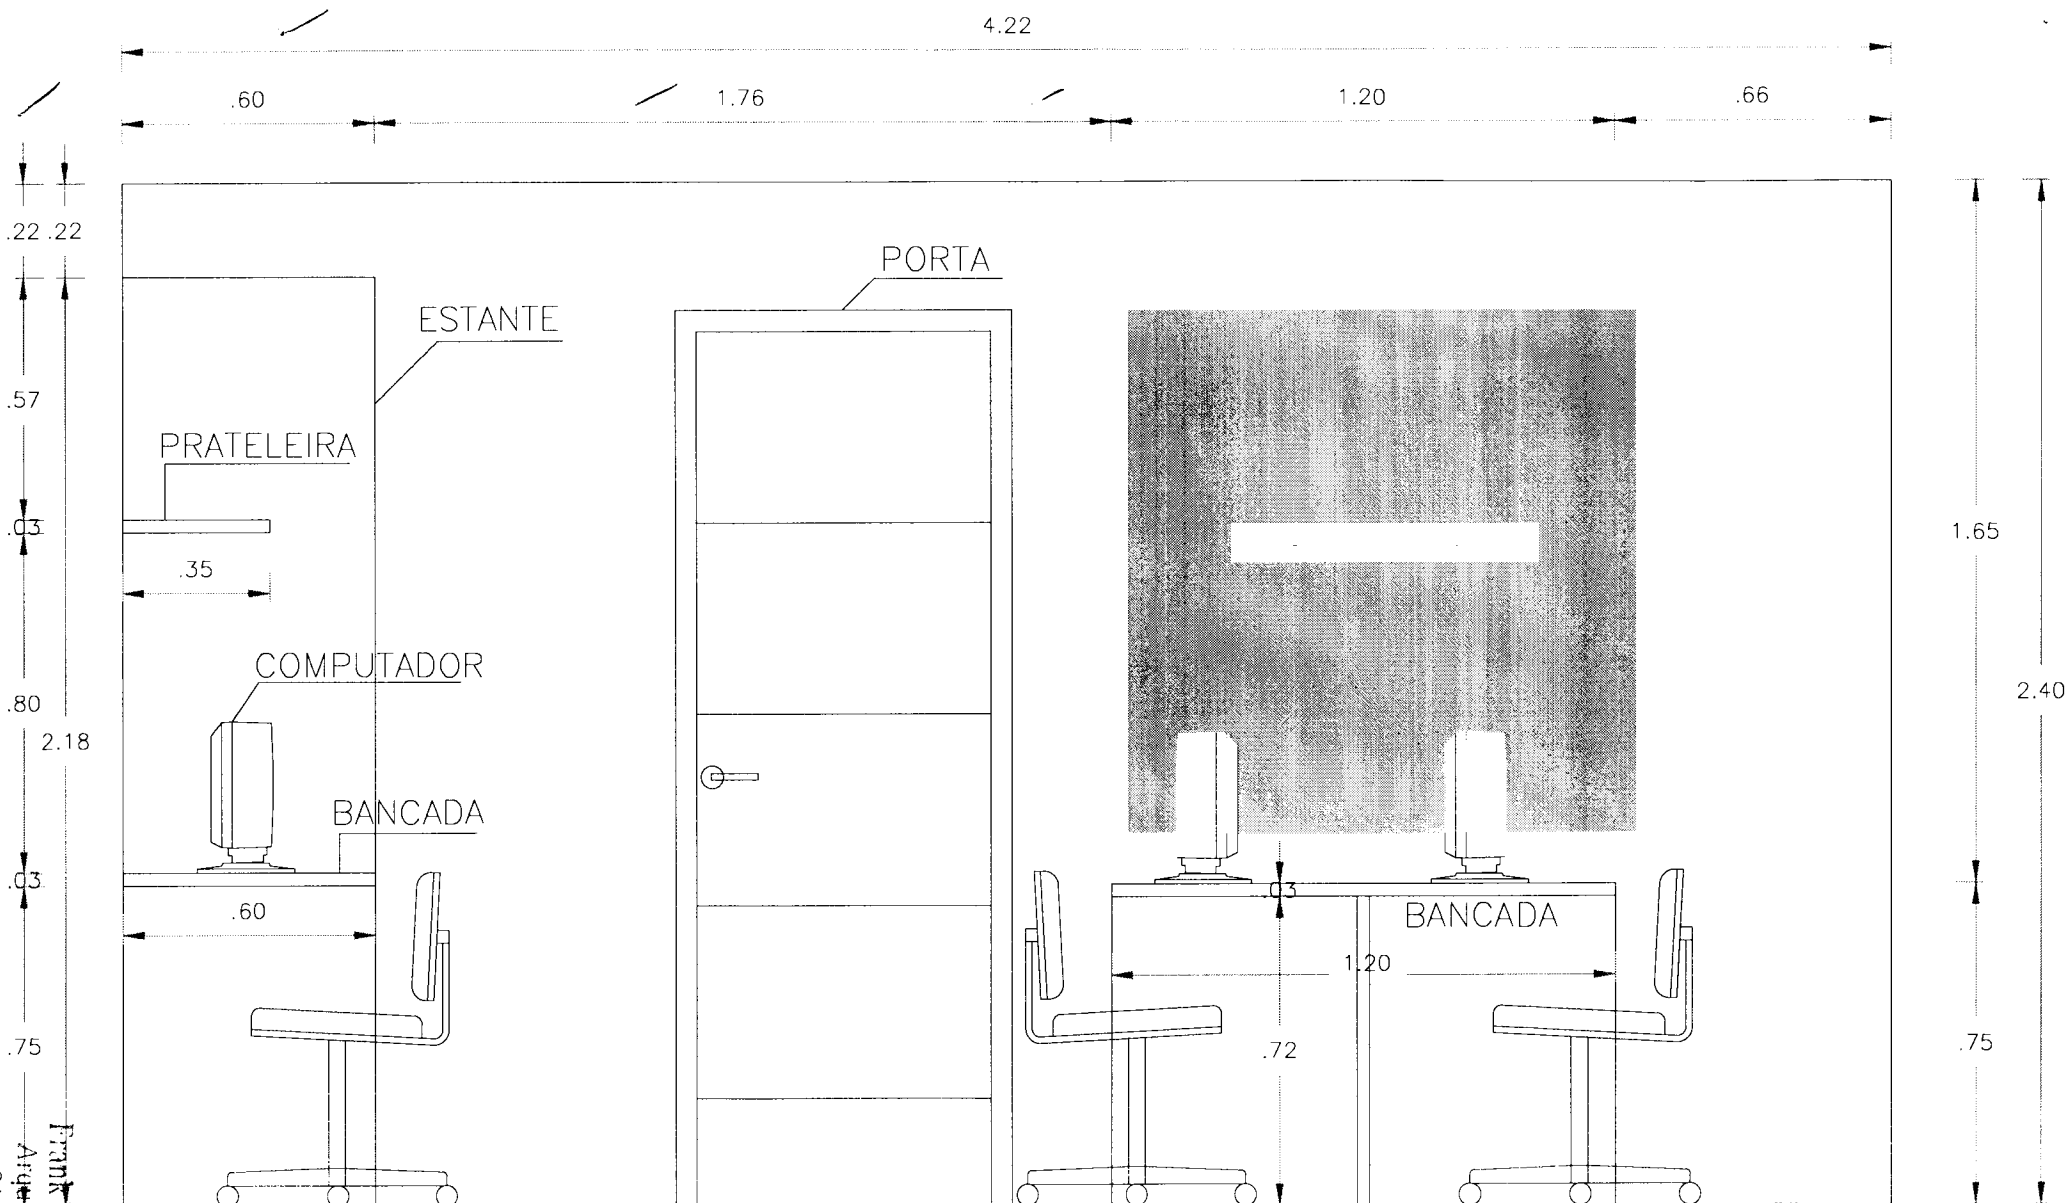 4.22
.60 1.76 1.20 .66
.22 .22
PORTA
ESTANTE
.57
PRATELEIRA
.03
1.65
.35
COMPUTADOR
2.40
.80
2.18
BANCADA
.03
.03
.60
BANCADA
1.20
.75
.72
.75
Frank